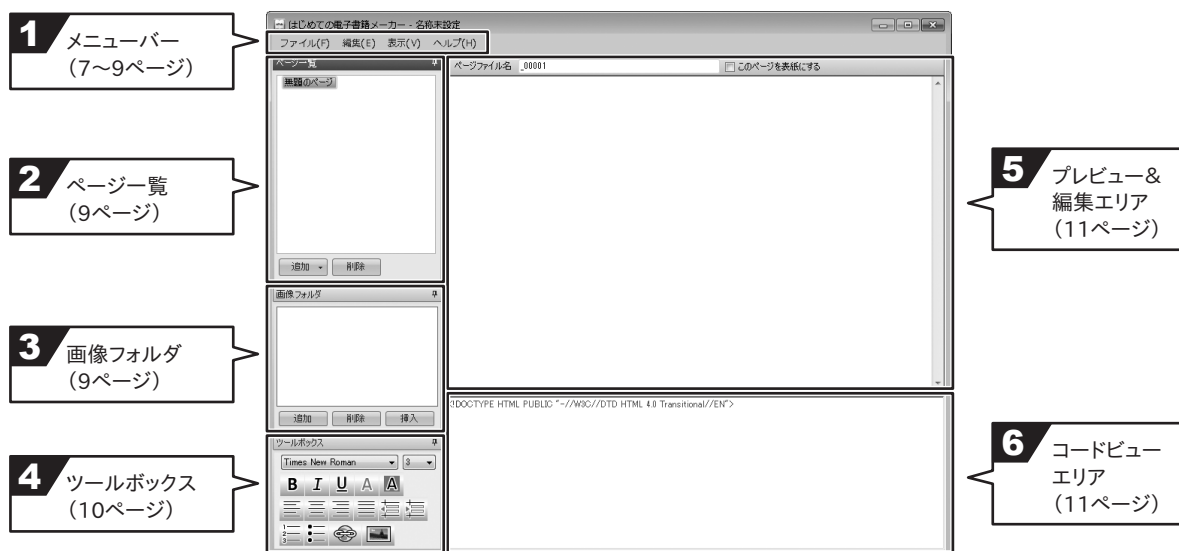 1 メニューバー
(7〜9ページ)
2 ページ一覧
(9ページ)
3 画像フォルダ
(9ページ)
4 ツールボックス
(10ページ)
はじめての電子書籍メーカー - 名称未設定
ファイル(F) 編集(E) 表示(V) ヘルプ(H)
ページ一覧
無題のページ
追加 削除
画像フォルダ
追加 削除 挿入
ツールボックス
Times New Roman 3
B I U A A
ページファイル名 _00001 このページを表紙にする
!DOCTYPE HTML PUBLIC "-//W3C//DTD HTML 4.0 Transitional//EN">
5 プレビュー&
編集エリア
(11ページ)
6 コードビュー
エリア
(11ページ)